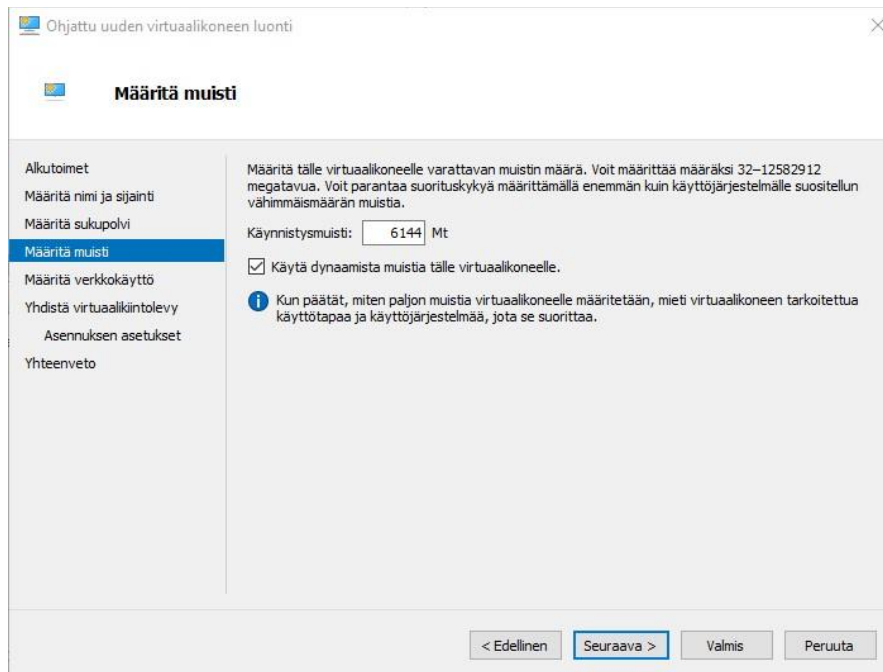 Ohjattu uuden virtuaalikoneen luonti
Määritä muisti
Alkutoimet
Määritä nimi ja sijainti
Määritä sukupolvi
Määritä muisti
Määritä verkkokäyttö
Yhdistä virtuaalikiintolevy
Asennuksen asetukset
Yhteenveto
Määritä tälle virtuaalikoneelle varattavan muistin määrä. Voit määrittää määräksi 32–12582912
megatavua. Voit parantaa suorituskykyä määrittämällä enemmän kuin käyttöjärjestelmälle suositellun
vähimmäismäärän muistia.
Käynnistysmuisti: 6144 Mt
Käytä dynaamista muistia tälle virtuaalikoneelle.
Kun päätät, miten paljon muistia virtuaalikoneelle määritetään, mieti virtuaalikoneen tarkoitettua
käyttötapaa ja käyttöjärjestelmää, jota se suorittaa.
< Edellinen Seuraava > Valmis Peruuta